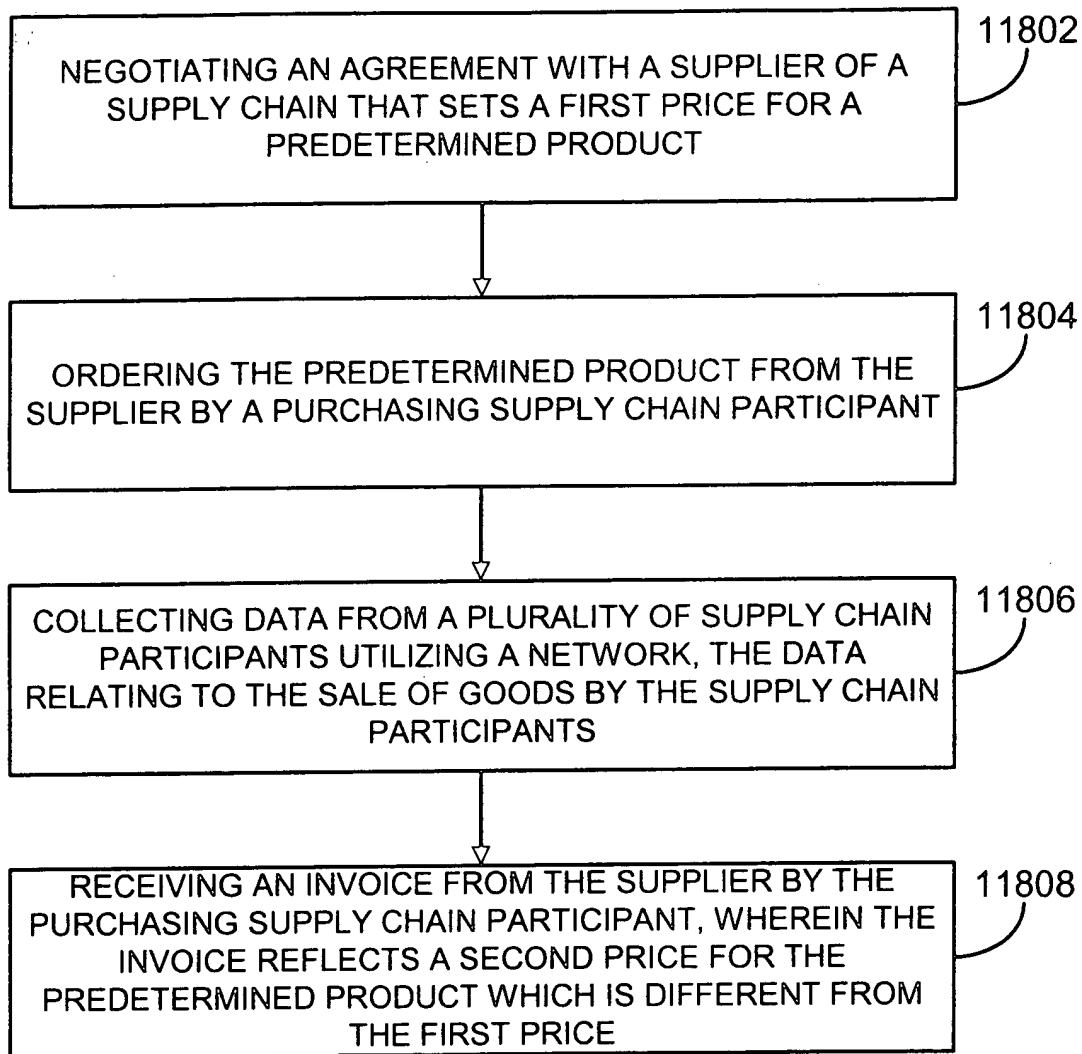 11802
NEGOTIATING AN AGREEMENT WITH A SUPPLIER OF A
SUPPLY CHAIN THAT SETS A FIRST PRICE FOR A
PREDETERMINED PRODUCT
11804
ORDERING THE PREDETERMINED PRODUCT FROM THE
SUPPLIER BY A PURCHASING SUPPLY CHAIN PARTICIPANT
11806
COLLECTING DATA FROM A PLURALITY OF SUPPLY CHAIN
PARTICIPANTS UTILIZING A NETWORK, THE DATA
RELATING TO THE SALE OF GOODS BY THE SUPPLY CHAIN
PARTICIPANTS
11808
RECEIVING AN INVOICE FROM THE SUPPLIER BY THE
PURCHASING SUPPLY CHAIN PARTICIPANT, WHEREIN THE
INVOICE REFLECTS A SECOND PRICE FOR THE
PREDETERMINED PRODUCT WHICH IS DIFFERENT FROM
THE FIRST PRICE